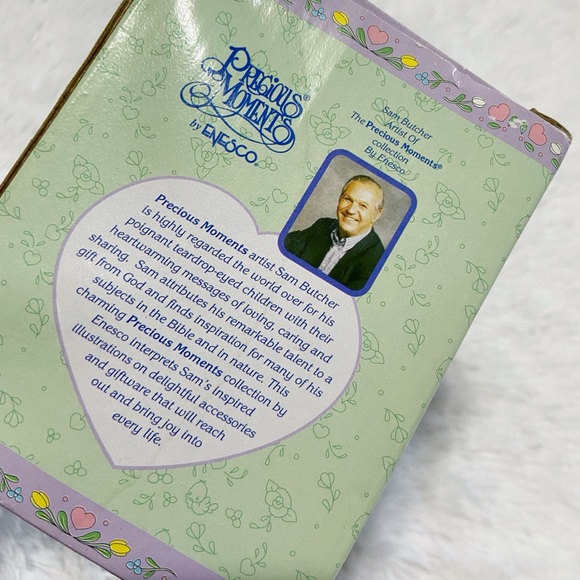 PRECIOUS
MOMENTS®
by ENESCO®
Sam Butcher
Artist Of
The Precious Moments®
collection
By Enesco
Precious Moments artist Sam Butcher
is highly regarded the world over for his
poignant teardrop-eyed children with their
heartwarming messages of loving, caring and
sharing. Sam attributes his remarkable talent to a
gift from God and finds inspiration for many of his
subjects in the Bible and in nature. This
charming Precious Moments collection by
Enesco interprets Sam's inspired
illustrations on delightful accessories
and giftware that will reach
out and bring joy into
every life.